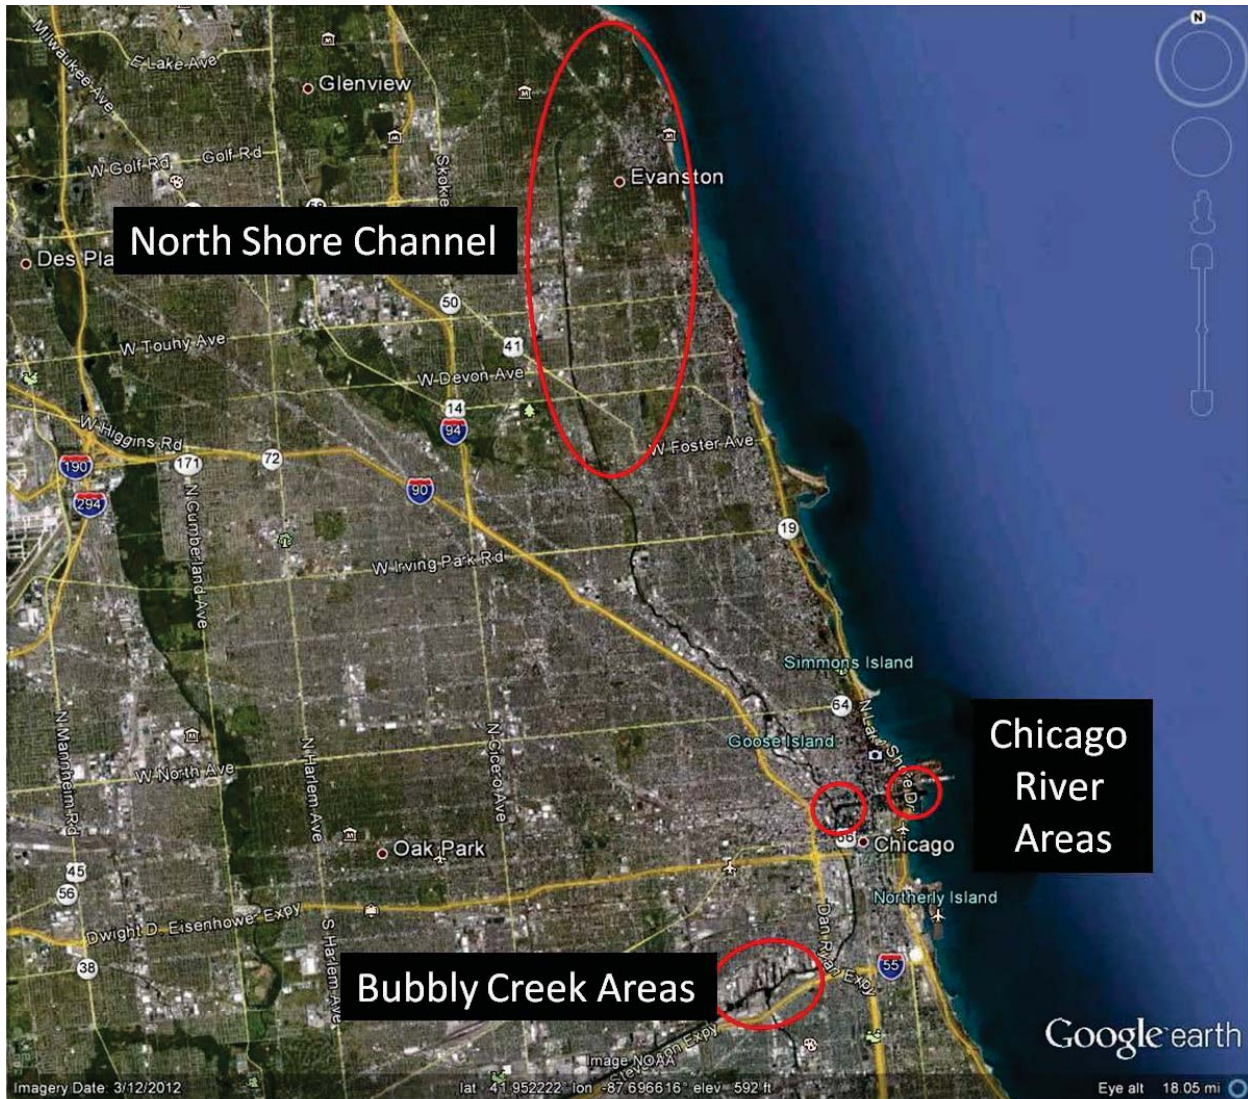 N
Milwaukee Ave
E Lake Ave
Glenview
W Golf Rd
Golf Rd
Skokie
Evanston
North Shore Channel
Des Pla
50
41
W Touhy Ave
W Devon Ave
14
94
W Higgins Rd
W Foster Ave
190
171
72
90
294
N Cumberland Ave
19
W Irving Park Rd
Simmons Island
64
N Lake Shore Dr
Goose Island
Chicago
River
Areas
N Mannheim Rd
W North Ave
N Harlem Ave
N Cicero Ave
Oak Park
Chicago
45
56
Northerly Island
Dwight D. Eisenhower Expy
S Harlem Ave
Dan Ryan Expy
38
55
Bubbly Creek Areas
Stevenson Expy
Google earth
Image NOAA
Imagery Date: 3/12/2012
lat 41.952222° lon -87.696616° elev 592 ft
Eye alt 18.05 mi